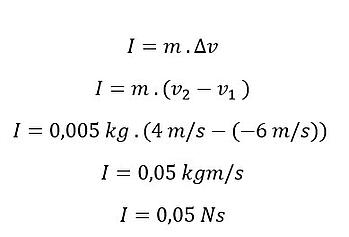 I = m . Δv
I = m . (v₂ − v₁ )
I = 0,005 kg . (4 m/s − (−6 m/s))
I = 0,05 kgm/s
I = 0,05 Ns